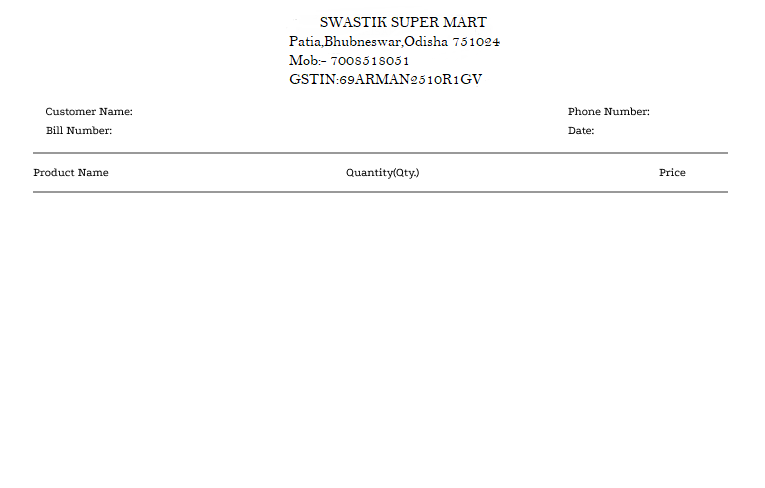 SWASTIK SUPER MART
Patia,Bhubneswar,Odisha 751024
Mob:- 7008518051
GSTIN:69ARMAN2510R1GV
Customer Name: Phone Number:
Bill Number: Date:
Product Name Quantity(Qty.) Price